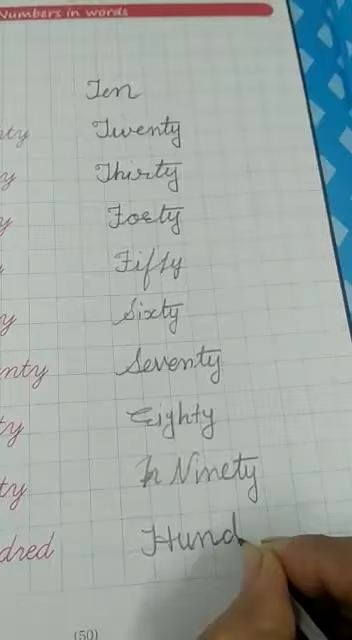 Numbers in words
Ten
ty Twenty
y Thirty
y Forty
Fifty
y Sixty
nty Seventy
ty Eighty
ty Ninety
dred Hund
(50)